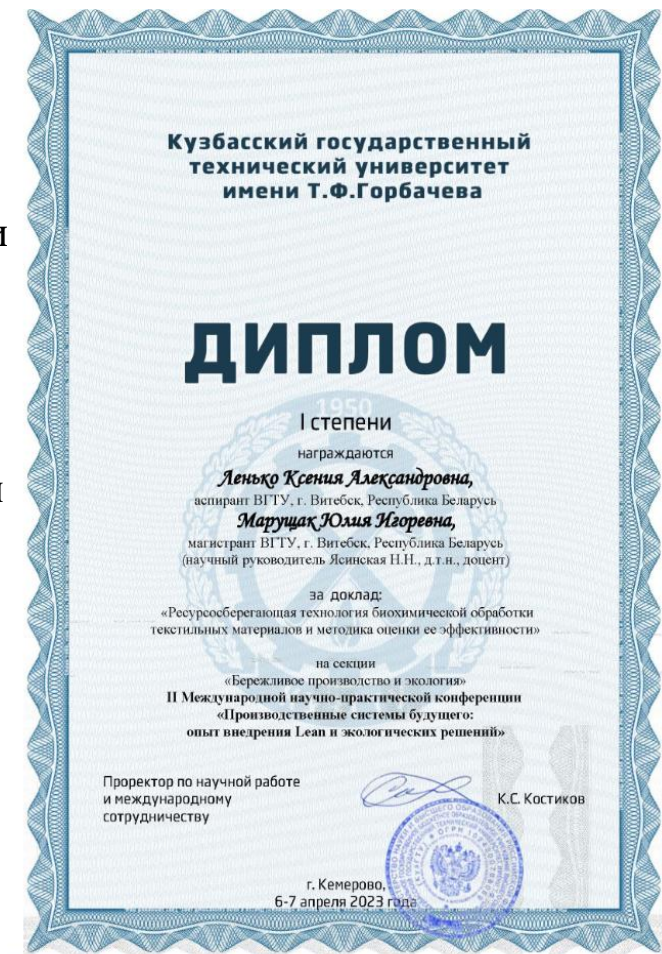 Кузбасский государственный
технический университет
имени Т.Ф.Горбачева
и
ДИПЛОМ
1950
I степени
награждаются
Ленько Ксения Александровна,
аспирант ВГТУ, г. Витебск, Республика Беларусь
Марущак Юлия Игоревна,
магистрант ВГТУ, г. Витебск, Республика Беларусь
(научный руководитель Ясинская Н.Н., д.т.н., доцент)
за доклад:
«Ресурсосберегающая технология биохимической обработки
текстильных материалов и методика оценки ее эффективности»
на секции
«Бережливое производство и экология»
II Международной научно-практической конференции
«Производственные системы будущего:
опыт внедрения Lean и экологических решений»
Проректор по научной работе
и международному
сотрудничеству
К.С. Костиков
г. Кемерово,
6-7 апреля 2023 года